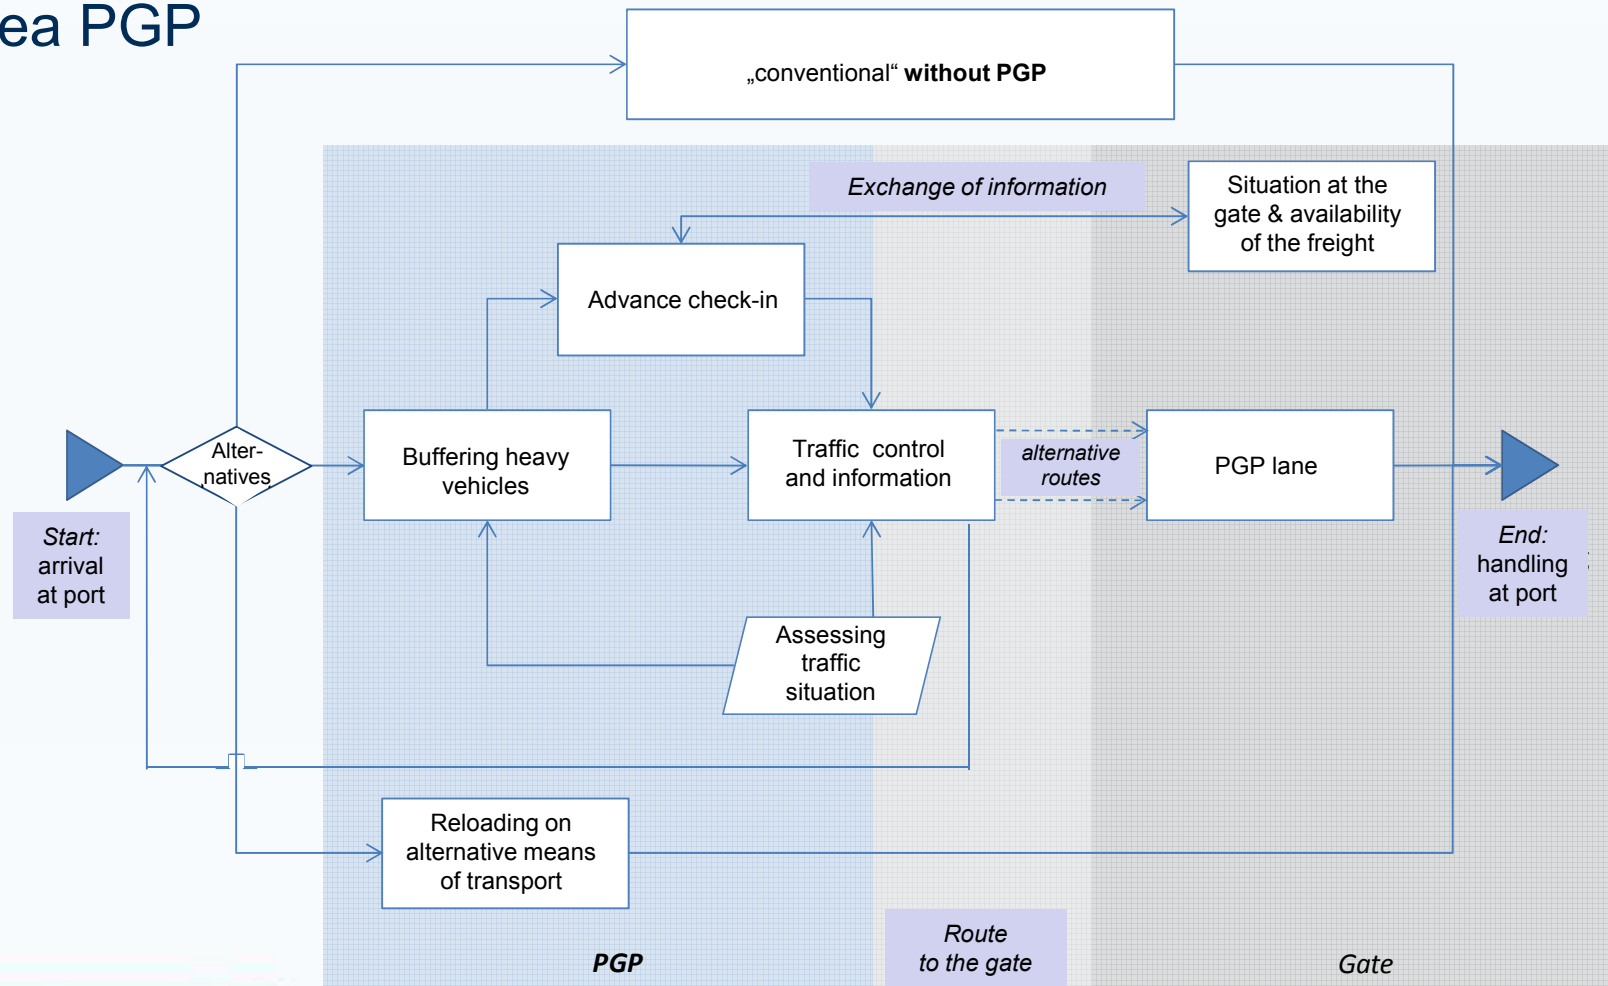 ea PGP
„conventional“ without PGP
Exchange of information
Situation at the
gate & availability
of the freight
Advance check-in
Alter-
natives
Buffering heavy
vehicles
Traffic control
and information
alternative
routes
PGP lane
Start:
arrival
at port
End:
handling
at port
Assessing
traffic
situation
Reloading on
alternative means
of transport
PGP
Route
to the gate
Gate